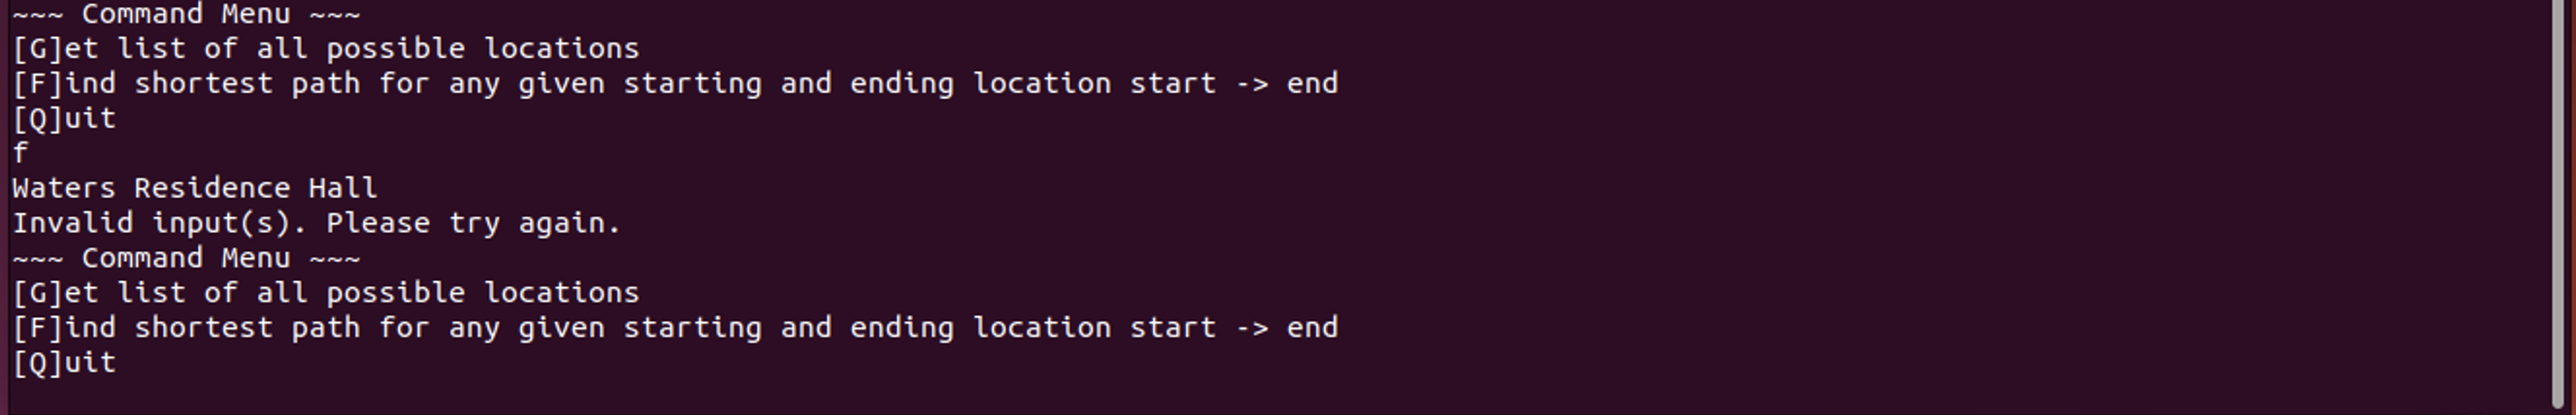 ~~~ Command Menu ~~~
[G]et list of all possible locations
[F]ind shortest path for any given starting and ending location start -> end
[Q]uit
f
Waters Residence Hall
Invalid input(s). Please try again.
~~~ Command Menu ~~~
[G]et list of all possible locations
[F]ind shortest path for any given starting and ending location start -> end
[Q]uit